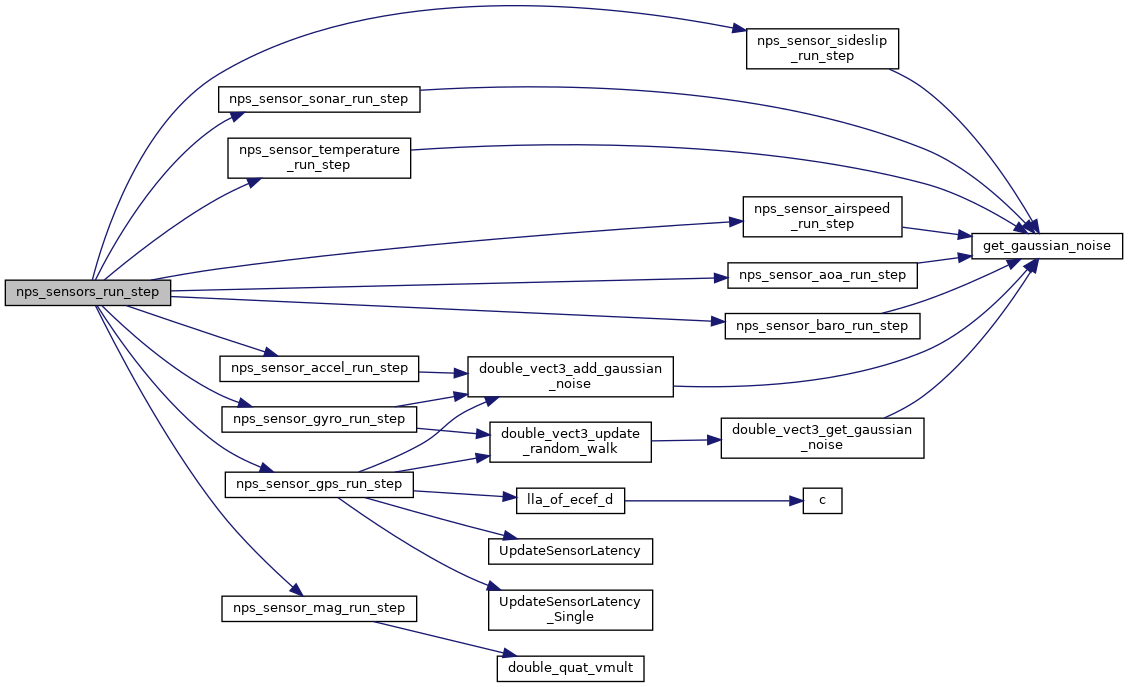 nps_sensor_sideslip
_run_step
nps_sensor_sonar_run_step
nps_sensor_temperature
_run_step
nps_sensor_airspeed
_run_step
get_gaussian_noise
nps_sensor_aoa_run_step
nps_sensors_run_step
nps_sensor_baro_run_step
nps_sensor_accel_run_step
double_vect3_add_gaussian
_noise
nps_sensor_gyro_run_step
double_vect3_update
_random_walk
double_vect3_get_gaussian
_noise
nps_sensor_gps_run_step
lla_of_ecef_d
c
UpdateSensorLatency
UpdateSensorLatency
_Single
nps_sensor_mag_run_step
double_quat_vmult